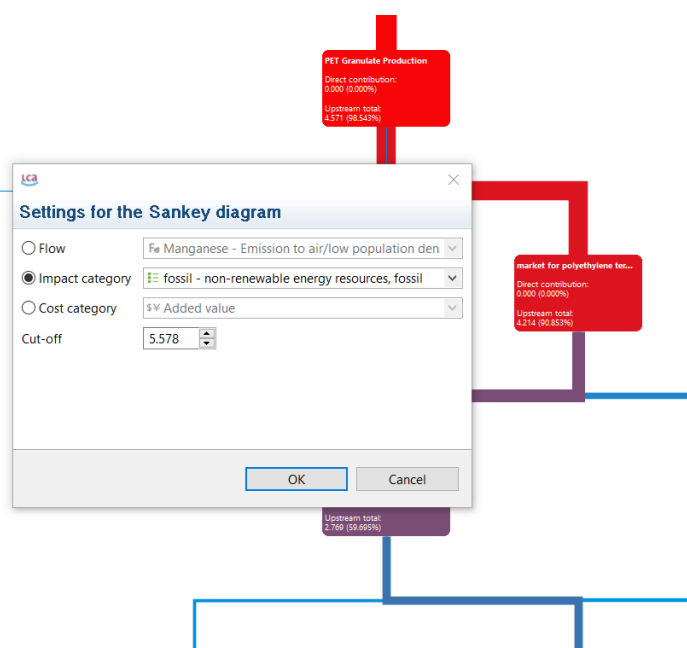 PET Granulate Production
Direct contribution:
0.000 (0.000%)
Upstream total:
4.571 (98.543%)
LCA
Settings for the Sankey diagram
Flow
Fe Manganese - Emission to air/low population den
Impact category
fossil - non-renewable energy resources, fossil
Cost category
$¥ Added value
Cut-off
5.578
OK
Cancel
market for polyethylene ter...
Direct contribution:
0.000 (0.000%)
Upstream total:
4.214 (90.853%)
Upstream total:
2.769 (59.695%)